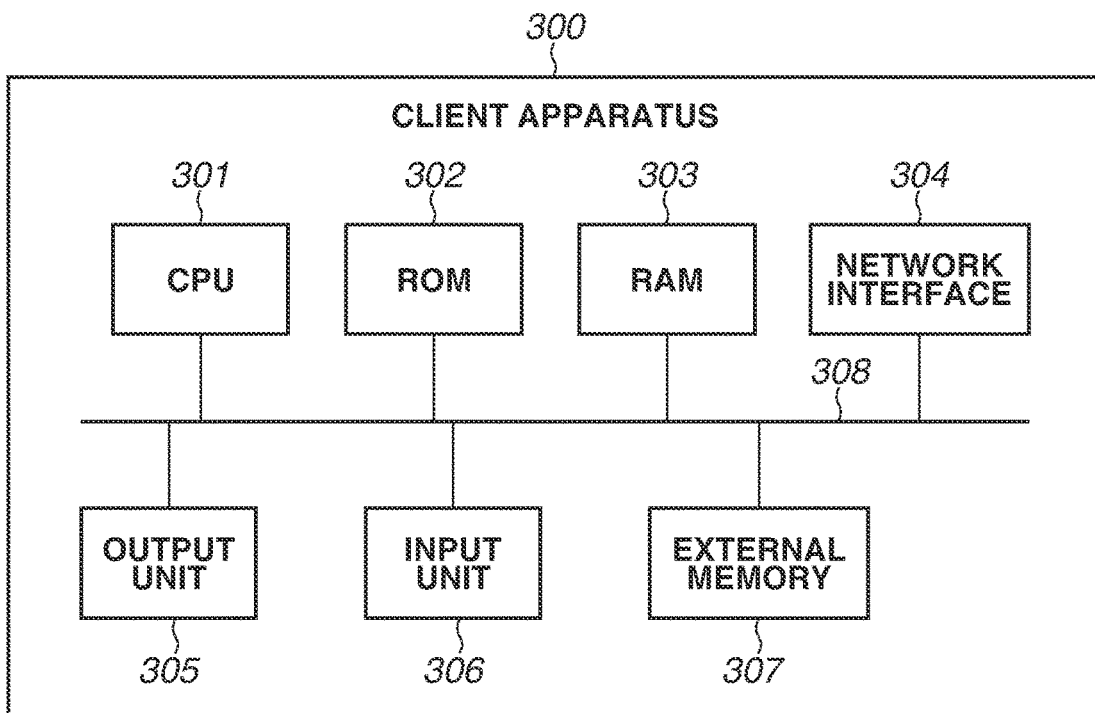 300
CLIENT APPARATUS
301
302
303
304
CPU
ROM
RAM
NETWORK
INTERFACE
308
OUTPUT
UNIT
INPUT
UNIT
EXTERNAL
MEMORY
305
306
307